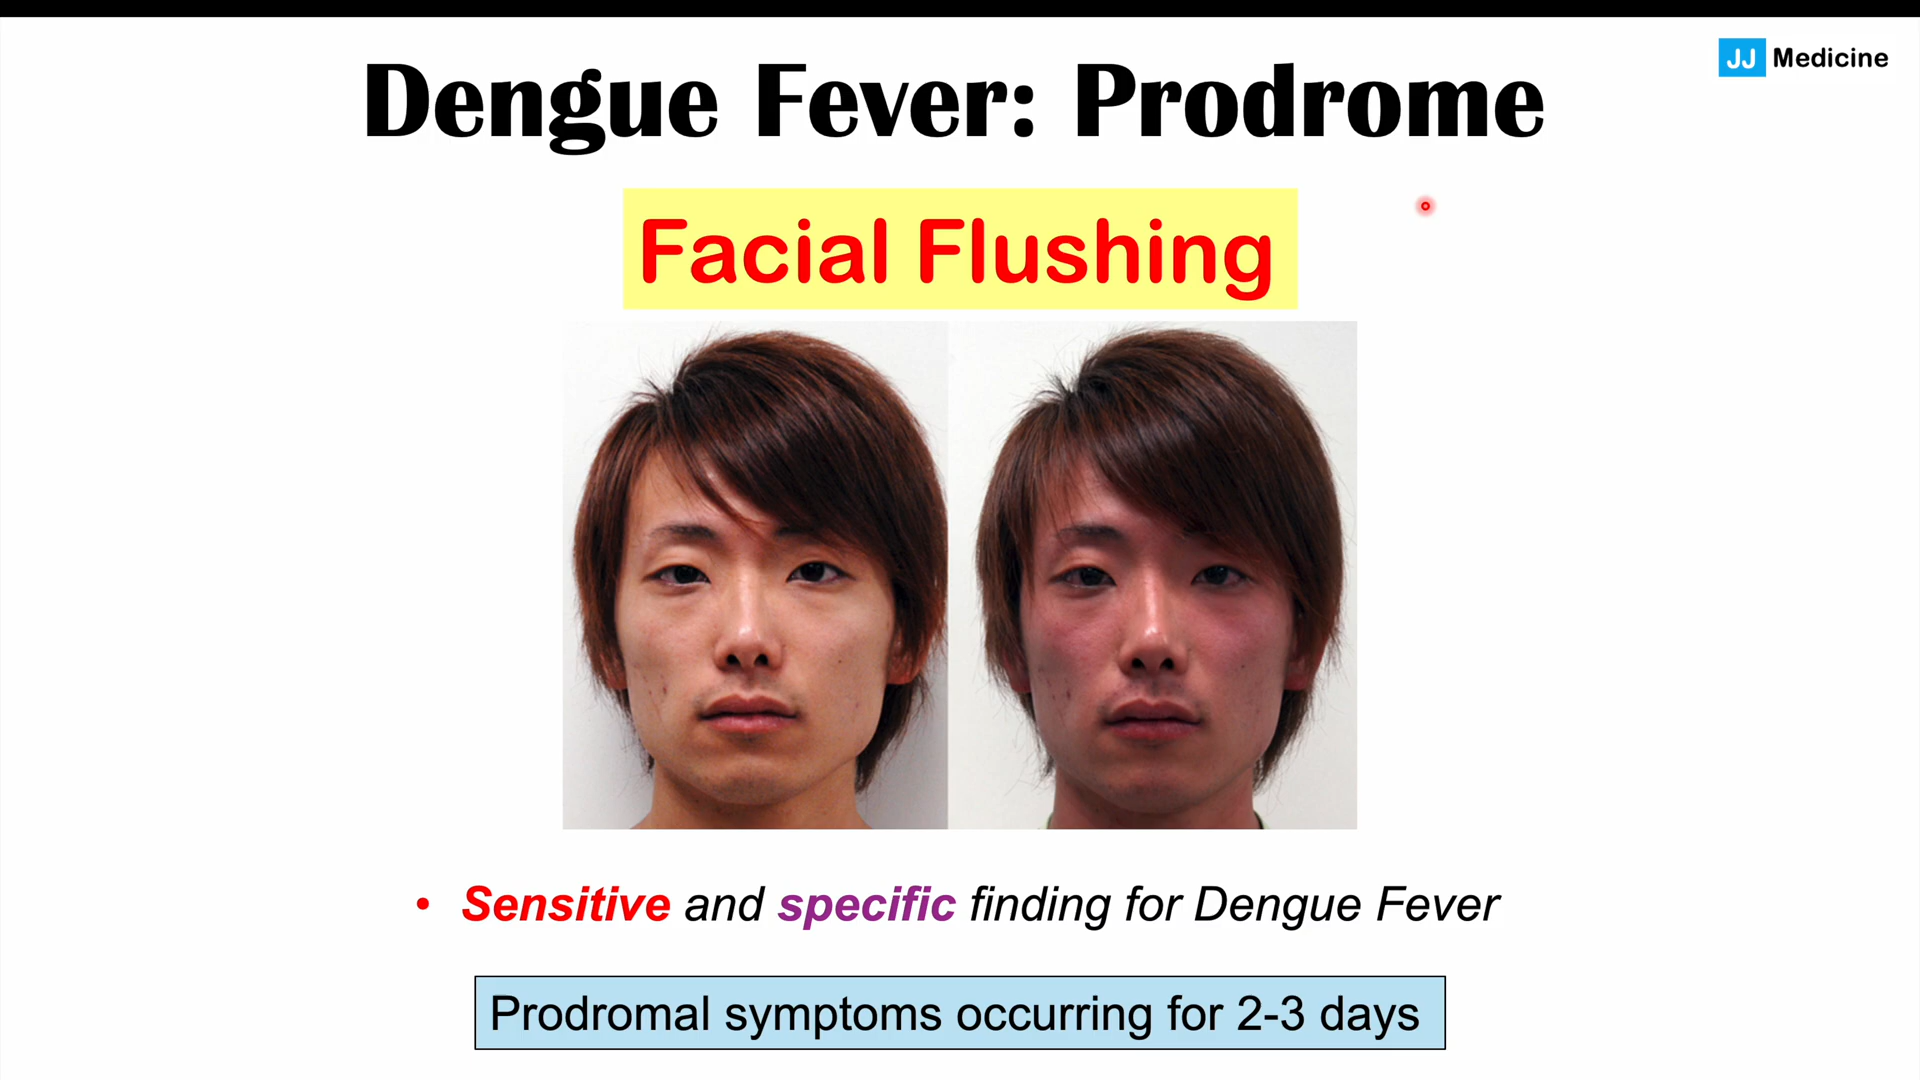 JJ Medicine
Dengue Fever: Prodrome
Facial Flushing
• Sensitive and specific finding for Dengue Fever
Prodromal symptoms occurring for 2-3 days